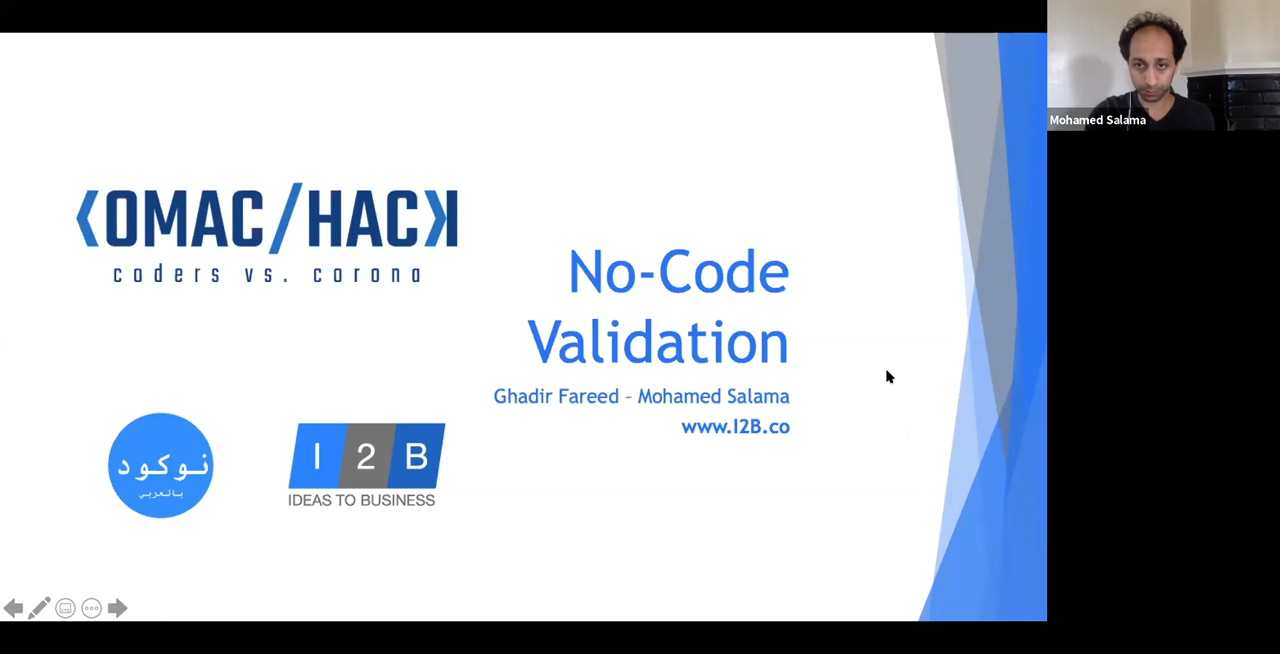 OMAC/HACK
coders vs. corona
No-Code
Validation
Ghadir Fareed – Mohamed Salama
www.I2B.co
نوكود
بالعربي
I 2 B
IDEAS TO BUSINESS
Mohamed Salama